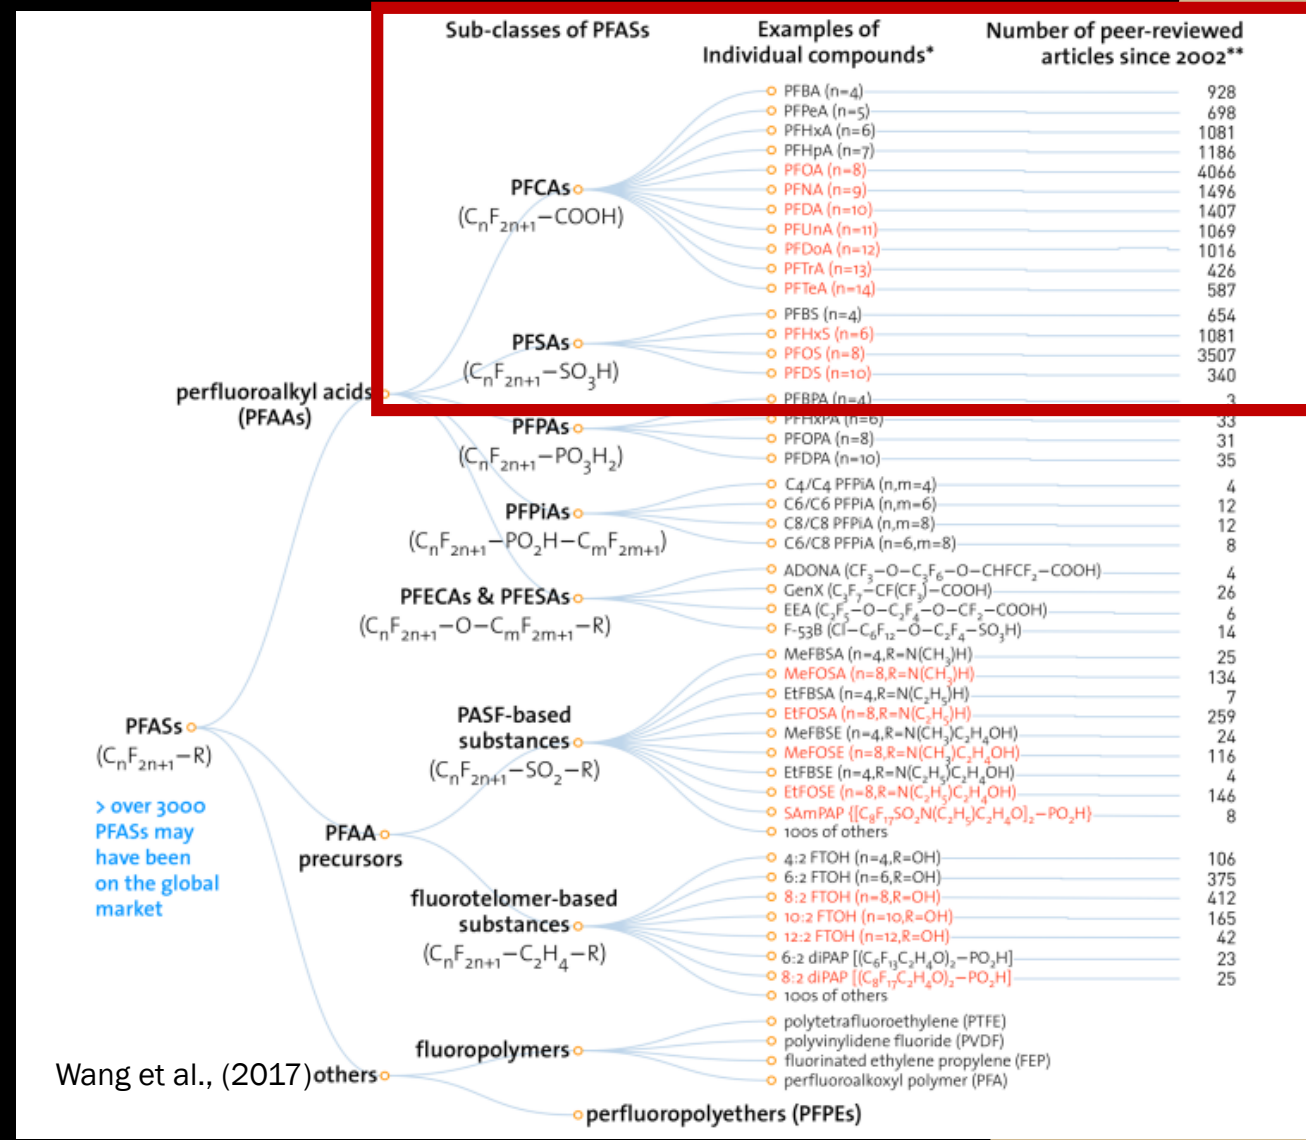 Sub-classes of PFASs
Examples of
Individual compounds*
Number of peer-reviewed
articles since 2002**
PFCAs
(CnF2n+1−COOH)
PFBA (n=4) 928
PFPeA (n=5) 698
PFHxA (n=6) 1081
PFHpA (n=7) 1186
PFOA (n=8) 4066
PFNA (n=9) 1496
PFDA (n=10) 1407
PFUnA (n=11) 1069
PFDoA (n=12) 1016
PFTrA (n=13) 426
PFTeA (n=14) 587
PFSAs
(CnF2n+1−SO3H)
PFBS (n=4) 654
PFHxS (n=6) 1081
PFOS (n=8) 3507
PFDS (n=10) 340
perfluoroalkyl acids
(PFAAs)
PFPAs
(CnF2n+1−PO3H2)
PFBPA (n=4) 3
PFHxPA (n=6) 33
PFOPA (n=8) 31
PFDPA (n=10) 35
PFPiAs
(CnF2n+1−PO2H−CmF2m+1)
C4/C4 PFPiA (n,m=4) 4
C6/C6 PFPiA (n,m=6) 12
C8/C8 PFPiA (n,m=8) 12
C6/C8 PFPiA (n=6,m=8) 8
PFECAs & PFESAs
(CnF2n+1−O−CmF2m+1−R)
ADONA (CF3−O−C3F6−O−CHFCF2−COOH) 4
GenX (C3F7−CF(CF3)−COOH) 26
EEA (C2F5−O−C2F4−O−CF2−COOH) 6
F-53B (Cl−C6F12−O−C2F4−SO3H) 14
PFASs
(CnF2n+1−R)
> over 3000
PFASs may
have been
on the global
market
PASF-based
substances
(CnF2n+1−SO2−R)
MeFBSA (n=4,R=N(CH3)H) 25
MeFOSA (n=8,R=N(CH3)H) 134
EtFBSA (n=4,R=N(C2H5)H) 7
EtFOSA (n=8,R=N(C2H5)H) 259
MeFBSE (n=4,R=N(CH3)C2H4OH) 24
MeFOSE (n=8,R=N(CH3)C2H4OH) 116
EtFBSE (n=4,R=N(C2H5)C2H4OH) 4
EtFOSE (n=8,R=N(C2H5)C2H4OH) 146
SAmPAP {[C8F17SO2N(C2H5)C2H4O]2−PO2H} 8
100s of others
PFAA
precursors
fluorotelomer-based
substances
(CnF2n+1−C2H4−R)
4:2 FTOH (n=4,R=OH) 106
6:2 FTOH (n=6,R=OH) 375
8:2 FTOH (n=8,R=OH) 412
10:2 FTOH (n=10,R=OH) 165
12:2 FTOH (n=12,R=OH) 42
6:2 diPAP [(C6F13C2H4O)2−PO2H] 23
8:2 diPAP [(C8F17C2H4O)2−PO2H] 25
100s of others
Wang et al., (2017)
others
fluoropolymers
polytetrafluoroethylene (PTFE)
polyvinylidene fluoride (PVDF)
fluorinated ethylene propylene (FEP)
perfluoroalkoxyl polymer (PFA)
perfluoropolyethers (PFPEs)